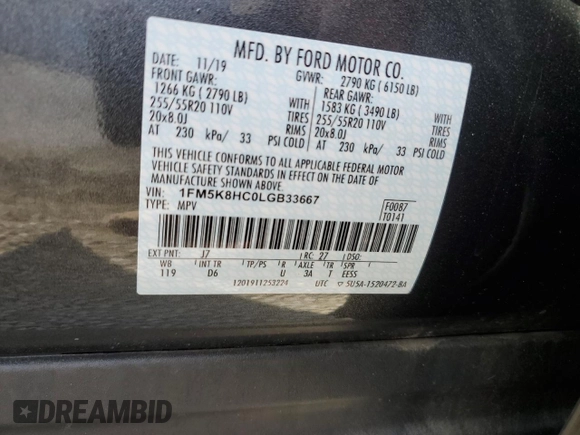 MFD. BY FORD MOTOR CO.
DATE: 11/19 GVWR: 2790 KG ( 6150 LB)
FRONT GAWR: REAR GAWR:
1266 KG ( 2790 LB) WITH 1583 KG ( 3490 LB) WITH
255/55R20 110V TIRES 255/55R20 110V TIRES
20x8.0J RIMS 20x8.0J RIMS
AT 230 kPa/ 33 PSI COLD AT 230 kPa/ 33 PSI COLD
THIS VEHICLE CONFORMS TO ALL APPLICABLE FEDERAL MOTOR
VEHICLE SAFETY STANDARDS IN EFFECT ON THE DATE OF
MANUFACTURE SHOWN ABOVE.
VIN: 1FM5K8HC0LGB33667
TYPE: MPV
F0087
T0141
EXT PNT: J7 RC: 27 DSO:
WB INT TR TP/PS R AXLE TR SPR
119 D6 U 3A T EESS
1201911252224 UTC ▽ 5U5A-1520472-BA
DREAMBID